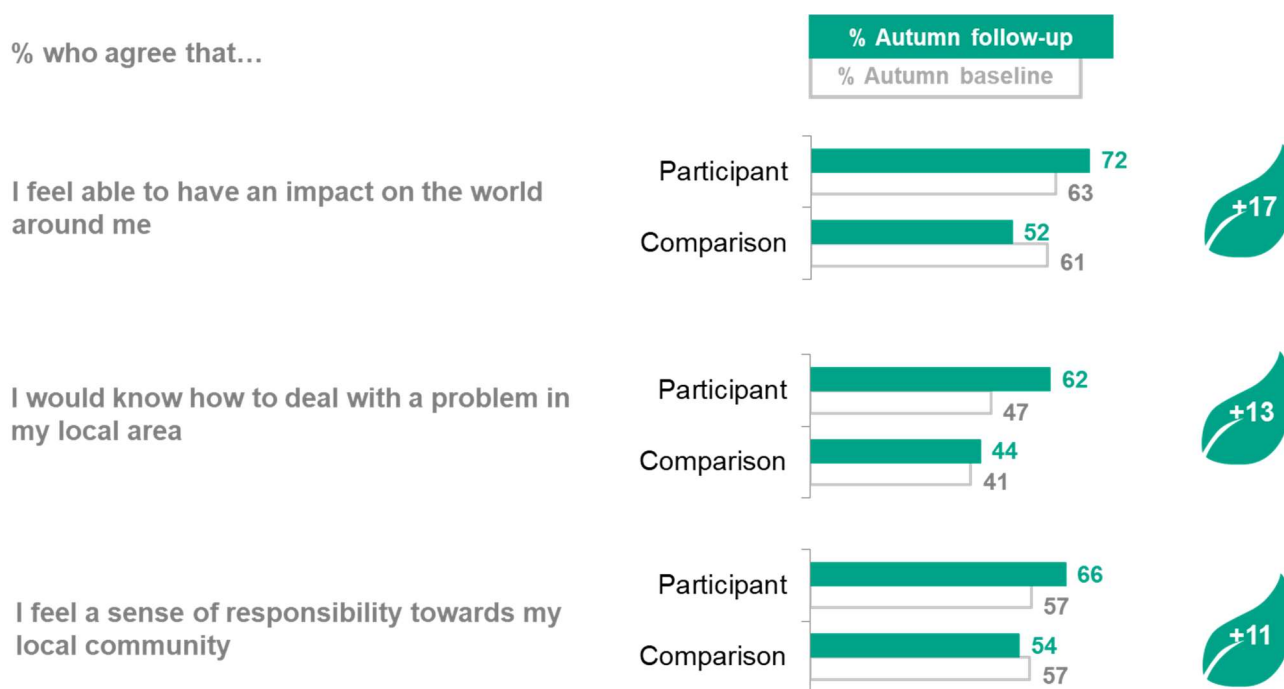 % who agree that…
% Autumn follow-up
% Autumn baseline
I feel able to have an impact on the world
around me
Participant
72
63
Comparison
52
61
+17
I would know how to deal with a problem in
my local area
Participant
62
47
Comparison
44
41
+13
I feel a sense of responsibility towards my
local community
Participant
66
57
Comparison
54
57
+11